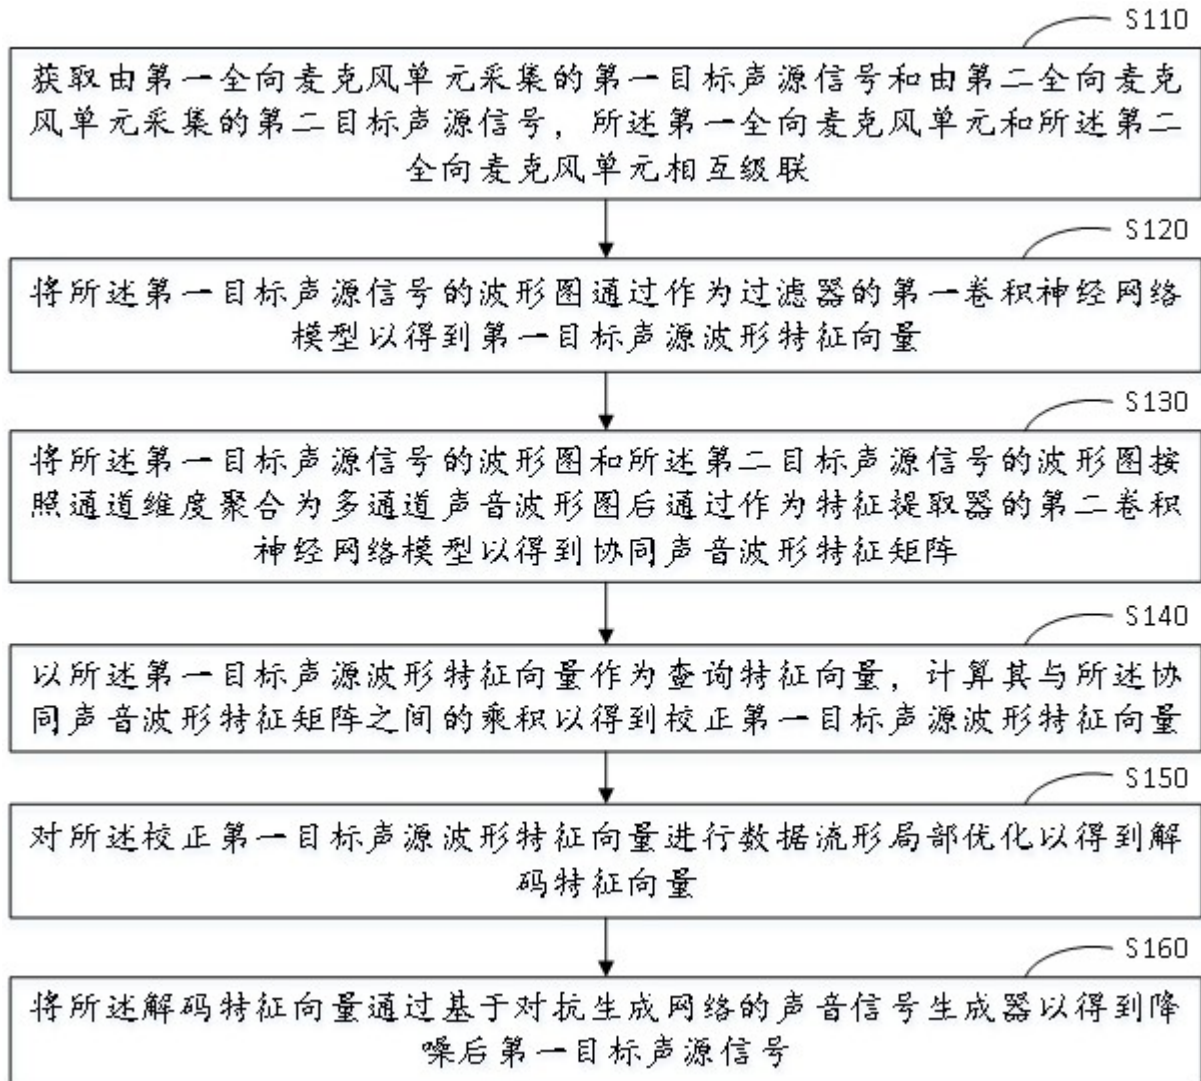 S110
获取由第一全向麦克风单元采集的第一目标声源信号和由第二全向麦克
风单元采集的第二目标声源信号，所述第一全向麦克风单元和所述第二
全向麦克风单元相互级联
S120
将所述第一目标声源信号的波形图通过作为过滤器的第一卷积神经网络
模型以得到第一目标声源波形特征向量
S130
将所述第一目标声源信号的波形图和所述第二目标声源信号的波形图按
照通道维度聚合为多通道声音波形图后通过作为特征提取器的第二卷积
神经网络模型以得到协同声音波形特征矩阵
S140
以所述第一目标声源波形特征向量作为查询特征向量，计算其与所述协
同声音波形特征矩阵之间的乘积以得到校正第一目标声源波形特征向量
S150
对所述校正第一目标声源波形特征向量进行数据流形局部优化以得到解
码特征向量
S160
将所述解码特征向量通过基于对抗生成网络的声音信号生成器以得到降
噪后第一目标声源信号